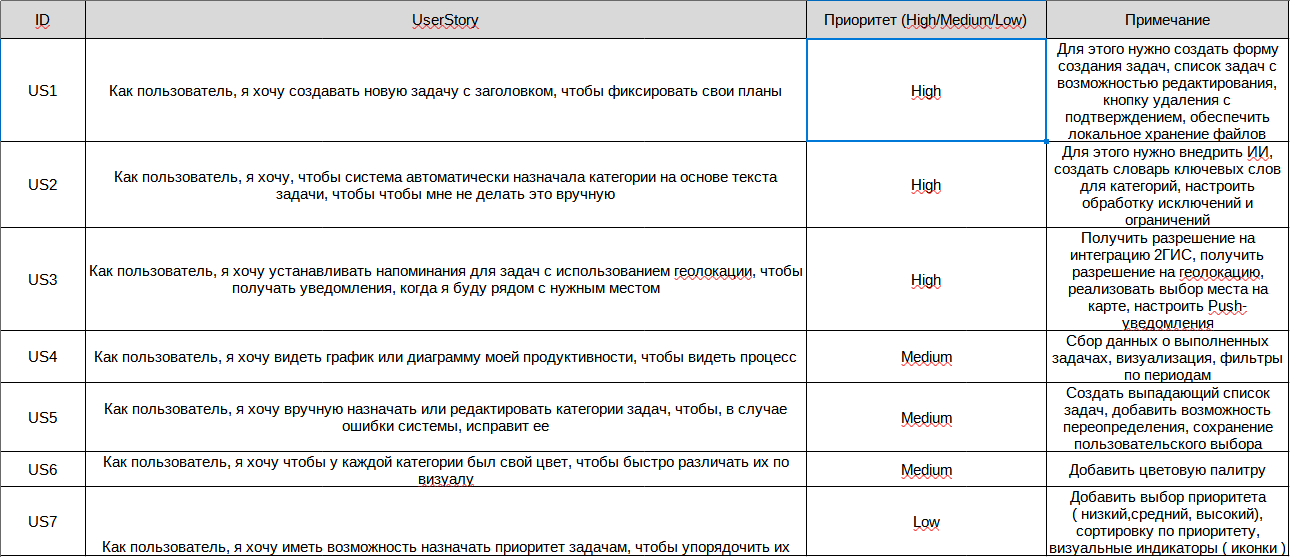 ID
UserStory
Приоритет (High/Medium/Low)
Примечание
US1
Как пользователь, я хочу создавать новую задачу с заголовком, чтобы фиксировать свои планы
High
Для этого нужно создать форму
создания задач, список задач с
возможностью редактирования,
кнопку удаления с
подтверждением, обеспечить
локальное хранение файлов
US2
Как пользователь, я хочу, чтобы система автоматически назначала категории на основе текста
задачи, чтобы чтобы мне не делать это вручную
High
Для этого нужно внедрить ИИ,
создать словарь ключевых слов
для категорий, настроить
обработку исключений и
ограничений
US3
Как пользователь, я хочу устанавливать напоминания для задач с использованием геолокации, чтобы
получать уведомления, когда я буду рядом с нужным местом
High
Получить разрешение на
интеграцию 2ГИС, получить
разрешение на геолокацию,
реализовать выбор места на
карте, настроить Push-
уведомления
US4
Как пользователь, я хочу видеть график или диаграмму моей продуктивности, чтобы видеть процесс
Medium
Сбор данных о выполненных
задачах, визуализация, фильтры
по периодам
US5
Как пользователь, я хочу вручную назначать или редактировать категории задач, чтобы, в случае
ошибки системы, исправит ее
Medium
Создать выпадающий список
задач, добавить возможность
переопределения, сохранение
пользовательского выбора
US6
Как пользователь, я хочу чтобы у каждой категории был свой цвет, чтобы быстро различать их по
визуалу
Medium
Добавить цветовую палитру
US7
Как пользователь, я хочу иметь возможность назначать приоритет задачам, чтобы упорядочить их
Low
Добавить выбор приоритета
( низкий,средний, высокий),
сортировку по приоритету,
визуальные индикаторы ( иконки )